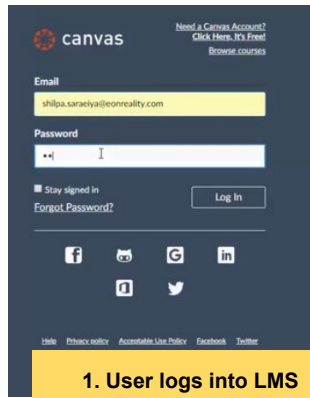 Need a Canvas Account?
Click Here, It's Free!
canvas
Browse courses
Email
shilpa.saraeiya@eonreality.com
Password
Stay signed in
Log In
Forgot Password?
Help Privacy policy Acceptable Use Policy Facebook Twitter
1. User logs into LMS